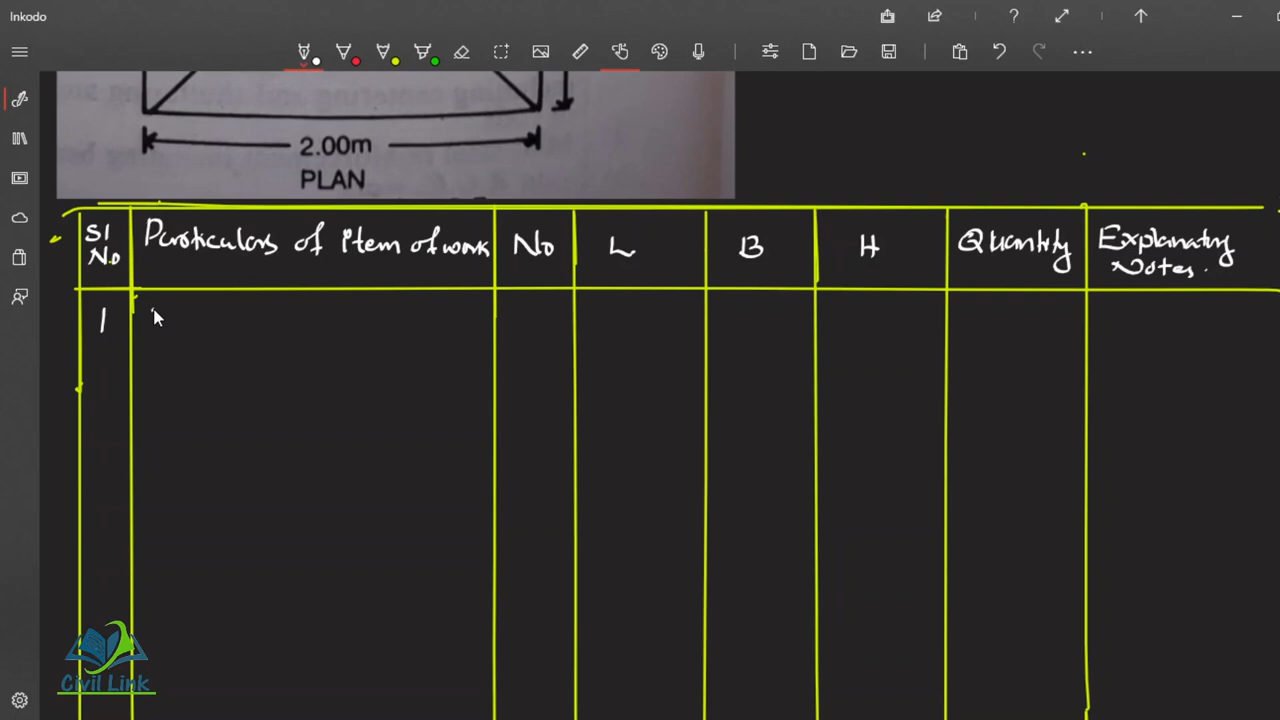 Inkodo
2.00m
PLAN
Sl No
Particulars of item of work
No
L
B
H
Quantity
Explanatory Notes.
1
Civil Link